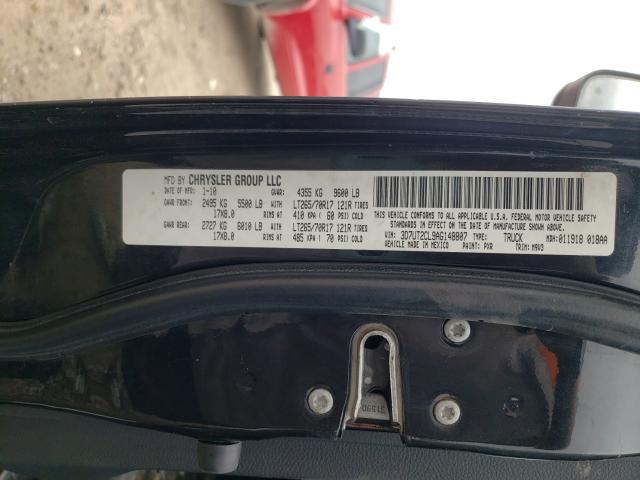 MFD BY CHRYSLER GROUP LLC
DATE OF MFR 1-10 GVWR: 4355 KG 9600 LB
GAWR FRONT: 2495 KG 5500 LB WITH LT265/70R17 121R TIRES
17X8.0 RIMS AT 410 KPA ( 60 PSI) COLD
GAWR REAR: 2727 KG 6010 LB WITH LT265/70R17 121R TIRES
17X8.0 RIMS AT 485 KPA ( 70 PSI) COLD
THIS VEHICLE CONFORMS TO ALL APPLICABLE U.S. FEDERAL MOTOR VEHICLE SAFETY
STANDARDS IN EFFECT ON THE DATE OF MANUFACTURE SHOWN ABOVE.
VIN: 3D7UT2CL9AG148807 TYPE: TRUCK MDH: 011918 018AA
VEHICLE MADE IN MEXICO PAINT: PXR TRIM: M9V3